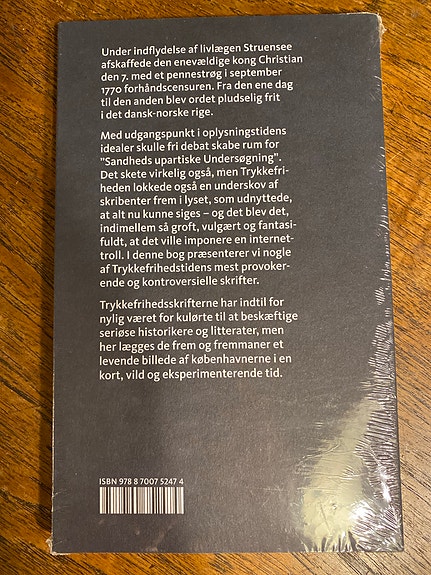 Under indflydelse af livlægen Struensee
afskaffede den enevældige kong Christian
den 7. med et pennestrøg i september
1770 forhåndscensuren. Fra den ene dag
til den anden blev ordet pludselig frit
i det dansk-norske rige.
Med udgangspunkt i oplysningstidens
idealer skulle fri debat skabe rum for
"Sandheds upartiske Undersøgning".
Det skete virkelig også, men Trykkefri-
heden lokkede også en underskov af
skribenter frem i lyset, som udnyttede,
at alt nu kunne siges – og det blev det,
indimellem så groft, vulgært og fantasi-
fuldt, at det ville imponere en internet-
troll. I denne bog præsenterer vi nogle
af Trykkefrihedstidens mest provoker-
ende og kontroversielle skrifter.
Trykkefrihedsskrifterne har indtil for
nylig været for kulørte til at beskæftige
seriøse historikere og litterater, men
her lægges de frem og fremmaner et
levende billede af københavnerne i en
kort, vild og eksperimenterende tid.
ISBN 978 8 7007 5247 4